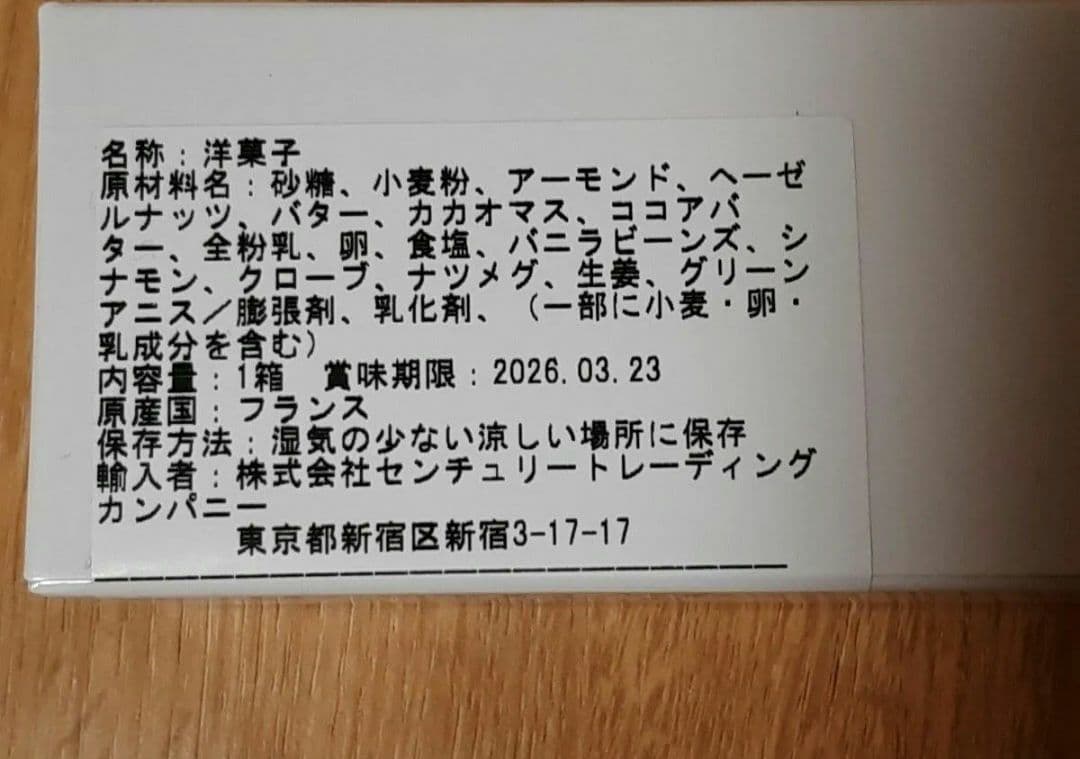 名称：洋菓子
原材料名：砂糖、小麦粉、アーモンド、ヘーゼ
ルナッツ、バター、カカオマス、ココアバ
ター、全粉乳、卵、食塩、バニラビーンズ、シ
ナモン、クローブ、ナツメグ、生姜、グリーン
アニス／膨張剤、乳化剤、（一部に小麦・卵・
乳成分を含む）
内容量：1箱　賞味期限：2026.03.23
原産国：フランス
保存方法：湿気の少ない涼しい場所に保存
輸入者：株式会社センチュリートレーディング
カンパニー
東京都新宿区新宿3-17-17